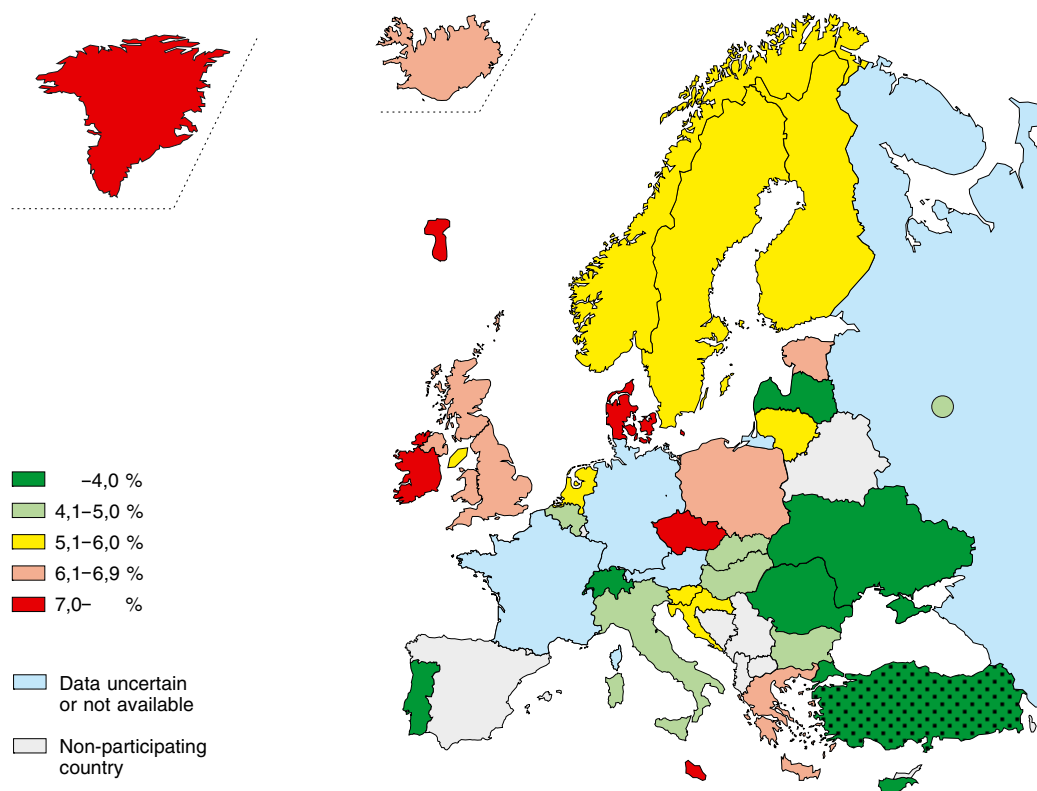 –4,0 %
4,1–5,0 %
5,1–6,0 %
6,1–6,9 %
7,0– %
Data uncertain
or not available
Non-participating
country